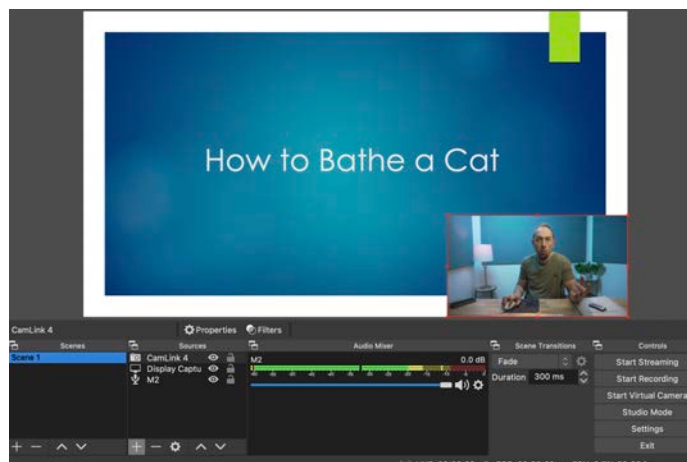 How to Bathe a Cat
CamLink 4
Properties
Filters
Scenes
Sources
Audio Mixer
Scene Transitions
Controls
Scene 1
CamLink 4
Display Captu
M2
M2
0.0 dB
Fade
Duration 300 ms
Start Streaming
Start Recording
Start Virtual Camera
Studio Mode
Settings
Exit